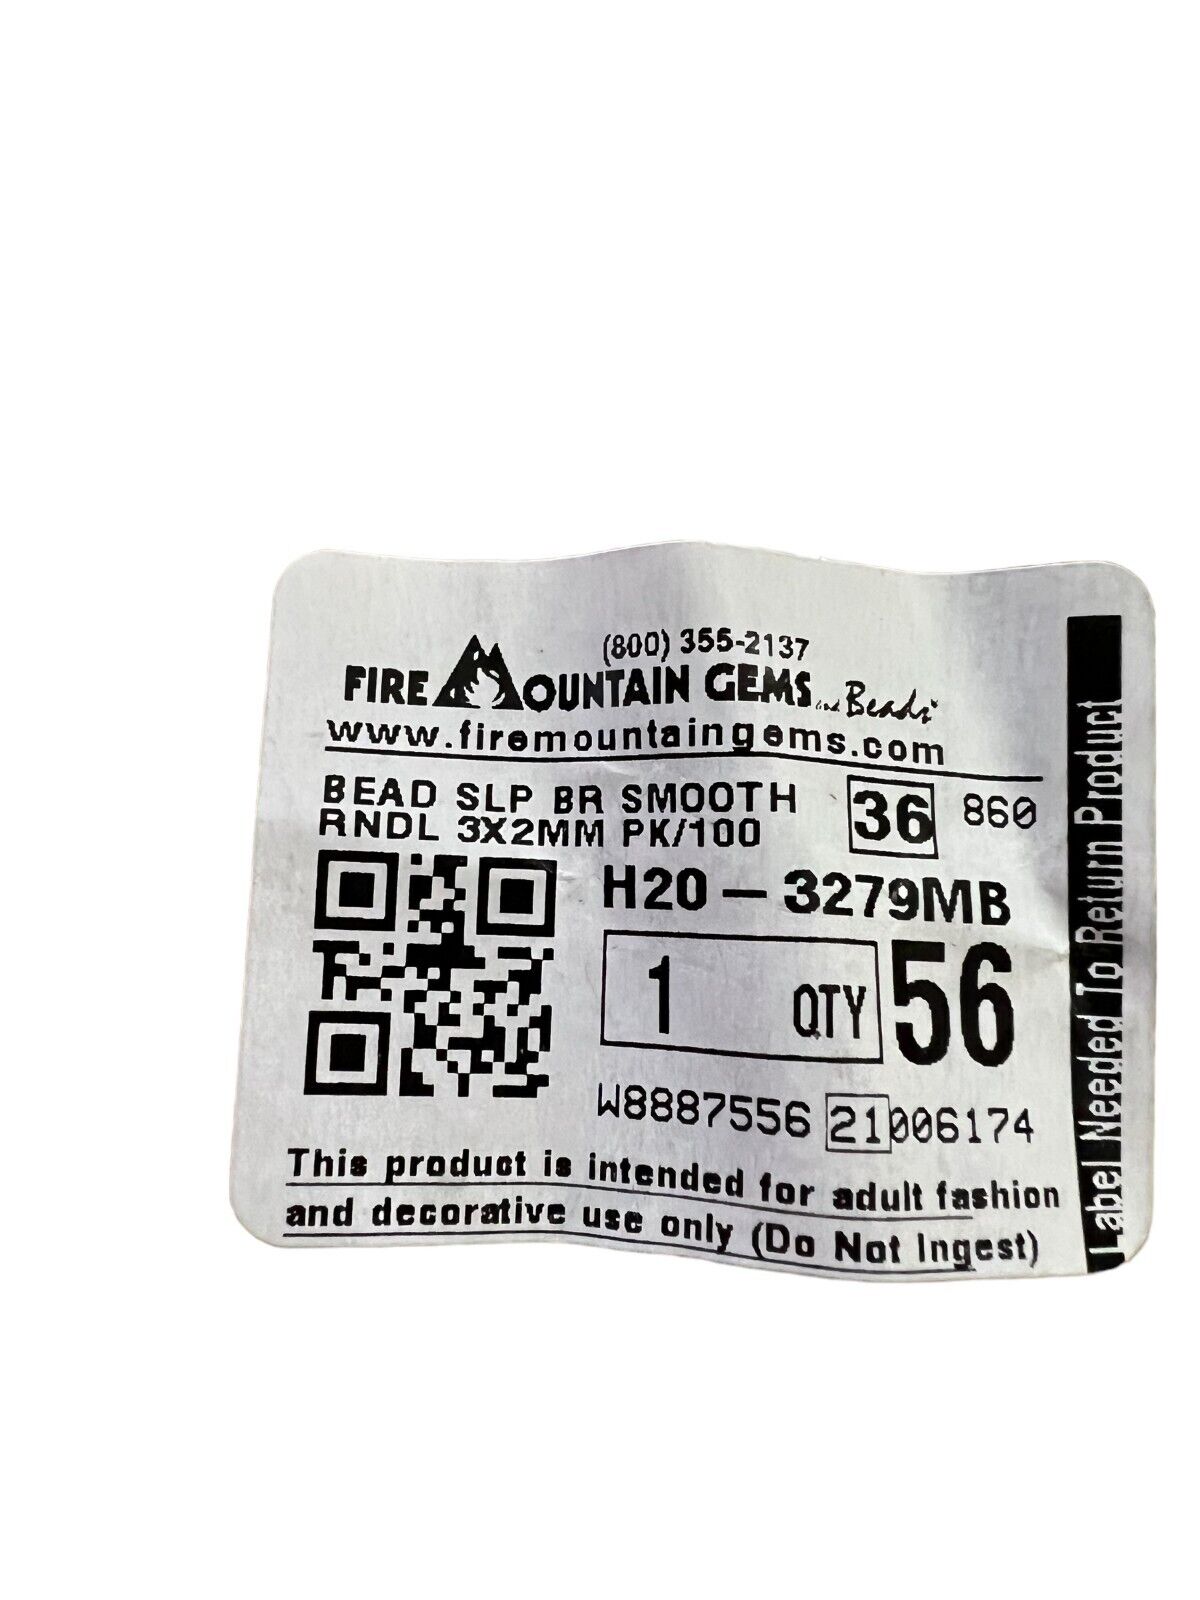 (800) 355-2137
FIRE MOUNTAIN GEMS and Beads
www.firemountaingems.com
BEAD SLP BR SMOOTH
RNDL 3X2MM PK/100
36 860
H20 - 3279MB
1 QTY 56
W8887556 21006174
This product is intended for adult fashion
and decorative use only (Do Not Ingest)
Label Needed To Return Product